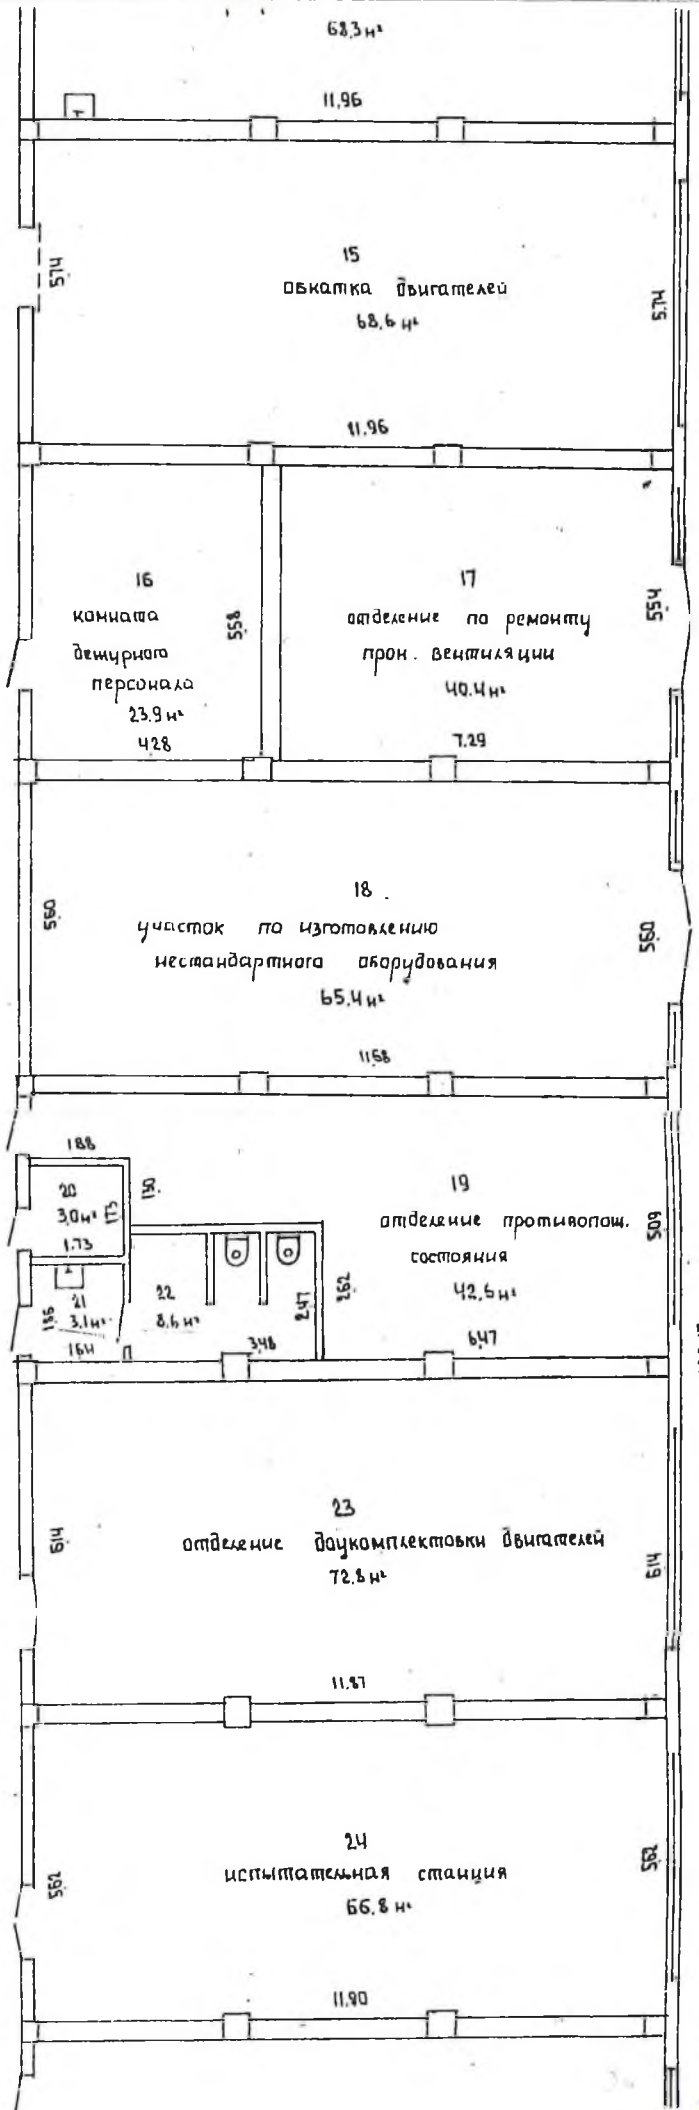 68,3 м²
11,96
15
обкатка двигателей
68,6 м²
5.74
5.74
11,96
16
комната
дежурного
персонала
23,9 м²
4.28
5.58
17
отделение по ремонту
пром. вентиляции
40.4 м²
7.29
5.54
18
участок по изготовлению
нестандартного оборудования
65.4 м²
5.60
5.60
11.68
1.88
20
3,0 м²
1.73
1.73
1.30
19
отделение противопож.
состояния
42,6 м²
5.09
21
3.1 м²
1.86
1.64
22
8.6 м²
2.47
2.62
3.48
6.47
23
отделение доукомплектовки двигателей
72.8 м²
6.14
6.14
11.87
24
испытательная станция
66.8 м²
5.62
5.62
11.90